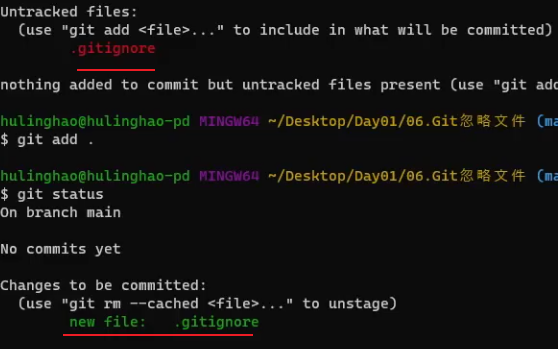 Untracked files:
(use "git add <file>..." to include in what will be committed)
.gitignore
nothing added to commit but untracked files present (use "git add
hulinghao@hulinghao-pd MINGW64 ~/Desktop/Day01/06.Git忽略文件 (ma
$ git add .
hulinghao@hulinghao-pd MINGW64 ~/Desktop/Day01/06.Git忽略文件 (ma
$ git status
On branch main
No commits yet
Changes to be committed:
(use "git rm --cached <file>..." to unstage)
new file:   .gitignore